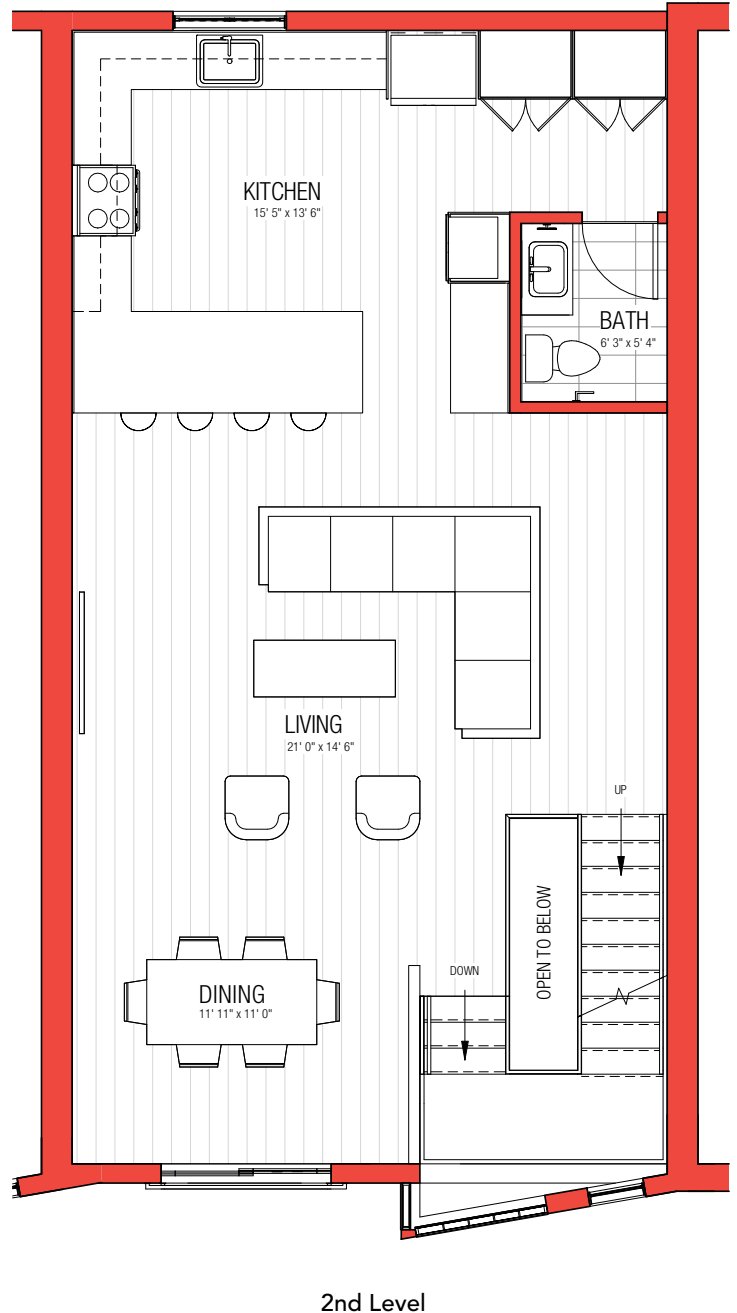 KITCHEN
15' 5" x 13' 6"
BATH
6' 3" x 5' 4"
LIVING
21' 0" x 14' 6"
UP
OPEN TO BELOW
DOWN
DINING
11' 11" x 11' 0"
2nd Level